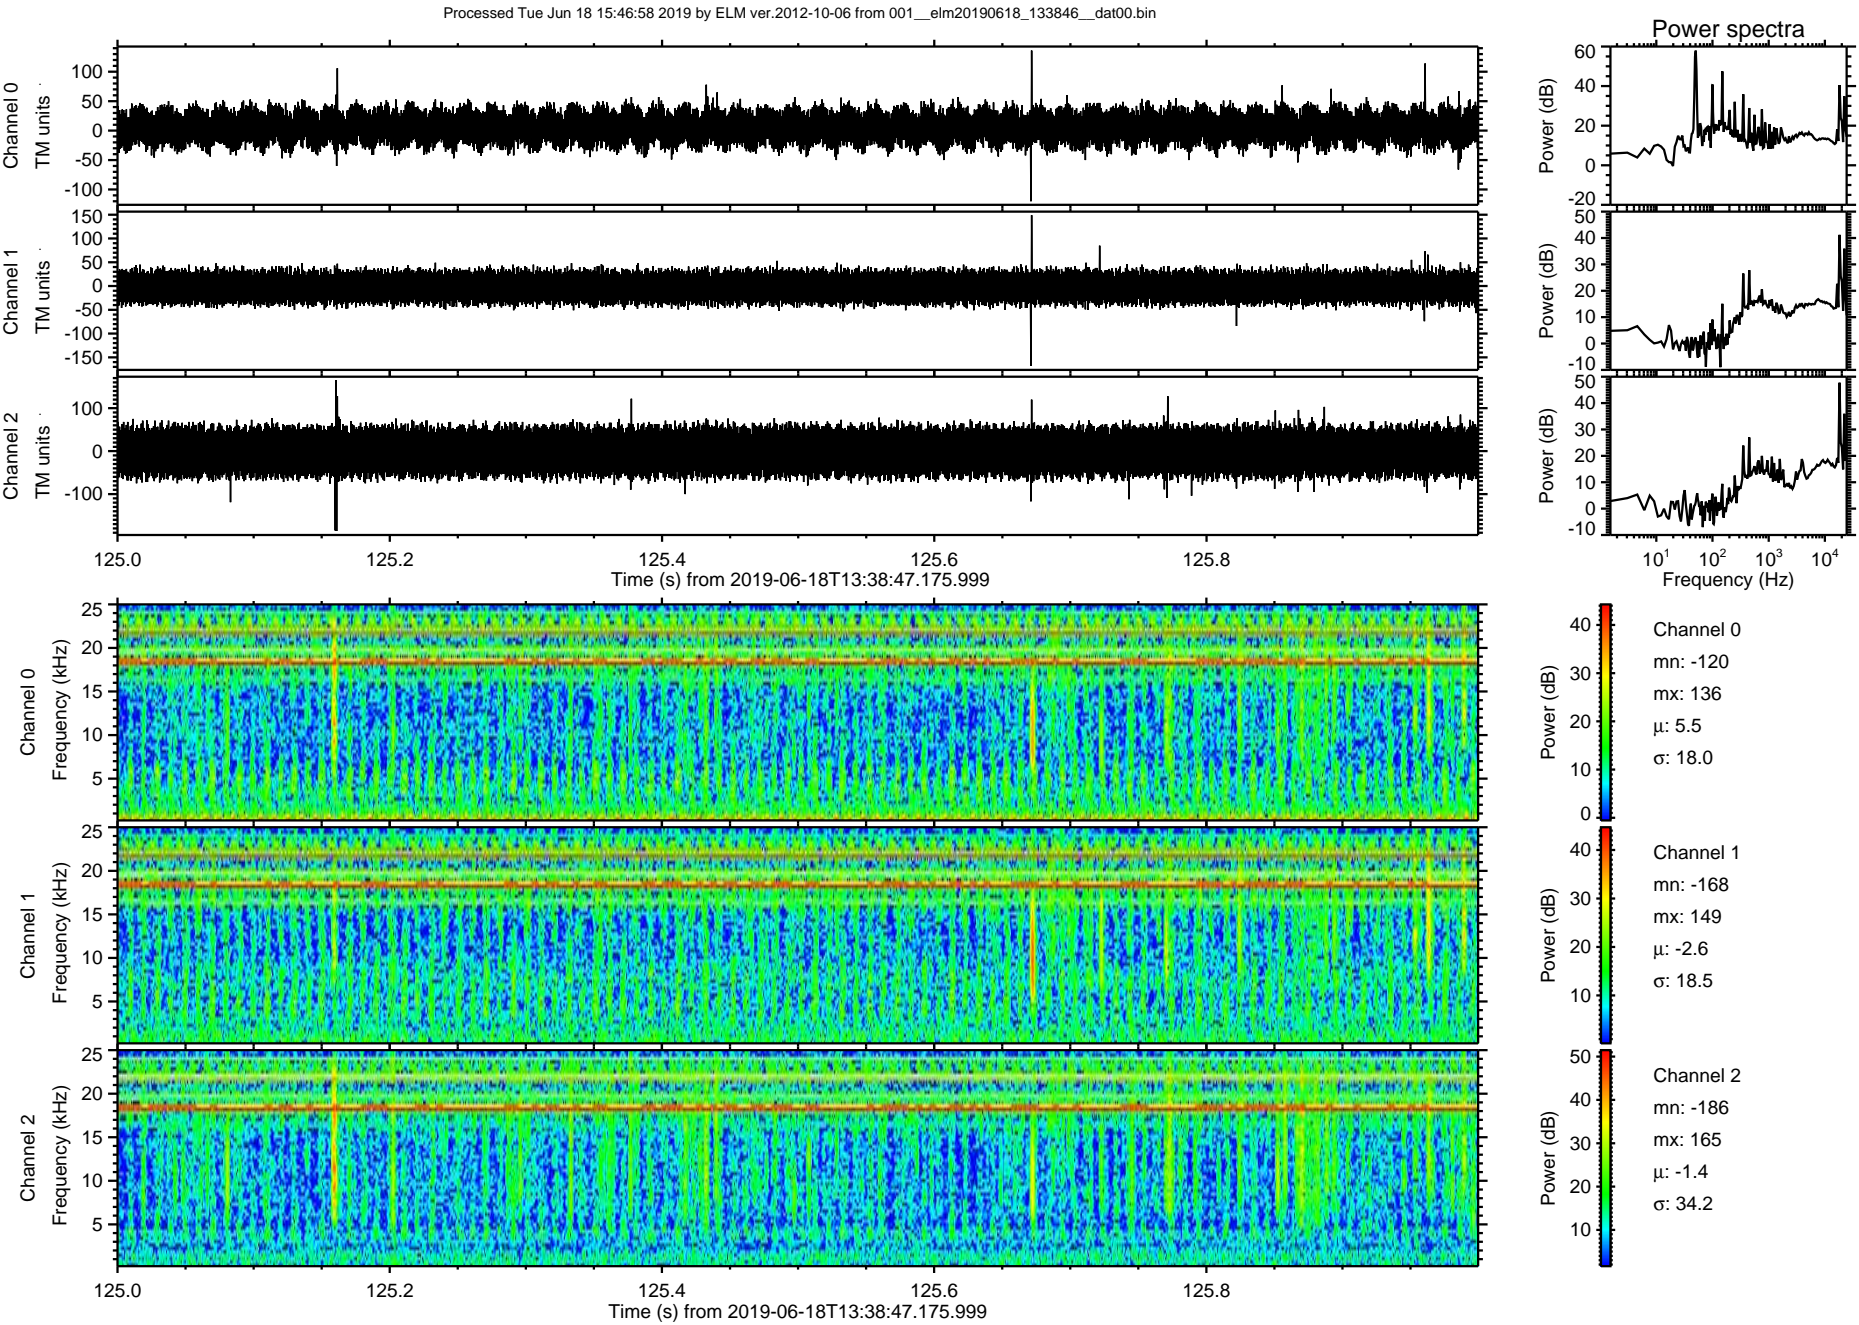 Processed Tue Jun 18 15:46:58 2019 by ELM ver.2012-10-06 from 001__elm20190618_133846__dat00.bin
Power spectra
Channel 0
TM units
100
50
0
-50
-100
Power (dB)
60
40
20
0
-20
Channel 1
TM units
150
100
50
0
-50
-100
-150
Power (dB)
50
40
30
20
10
0
-10
Channel 2
TM units
100
0
-100
Power (dB)
50
40
30
20
10
0
-10
125.0 125.2 125.4 125.6 125.8
Time (s) from 2019-06-18T13:38:47.175.999
10¹ 10² 10³ 10⁴
Frequency (Hz)
Channel 0
Frequency (kHz)
25
20
15
10
5
Power (dB)
40
30
20
10
0
Channel 0
mn: -120
mx: 136
μ: 5.5
σ: 18.0
Channel 1
Frequency (kHz)
25
20
15
10
5
Power (dB)
40
30
20
10
Channel 1
mn: -168
mx: 149
μ: -2.6
σ: 18.5
Channel 2
Frequency (kHz)
25
20
15
10
5
Power (dB)
50
40
30
20
10
Channel 2
mn: -186
mx: 165
μ: -1.4
σ: 34.2
125.0 125.2 125.4 125.6 125.8
Time (s) from 2019-06-18T13:38:47.175.999